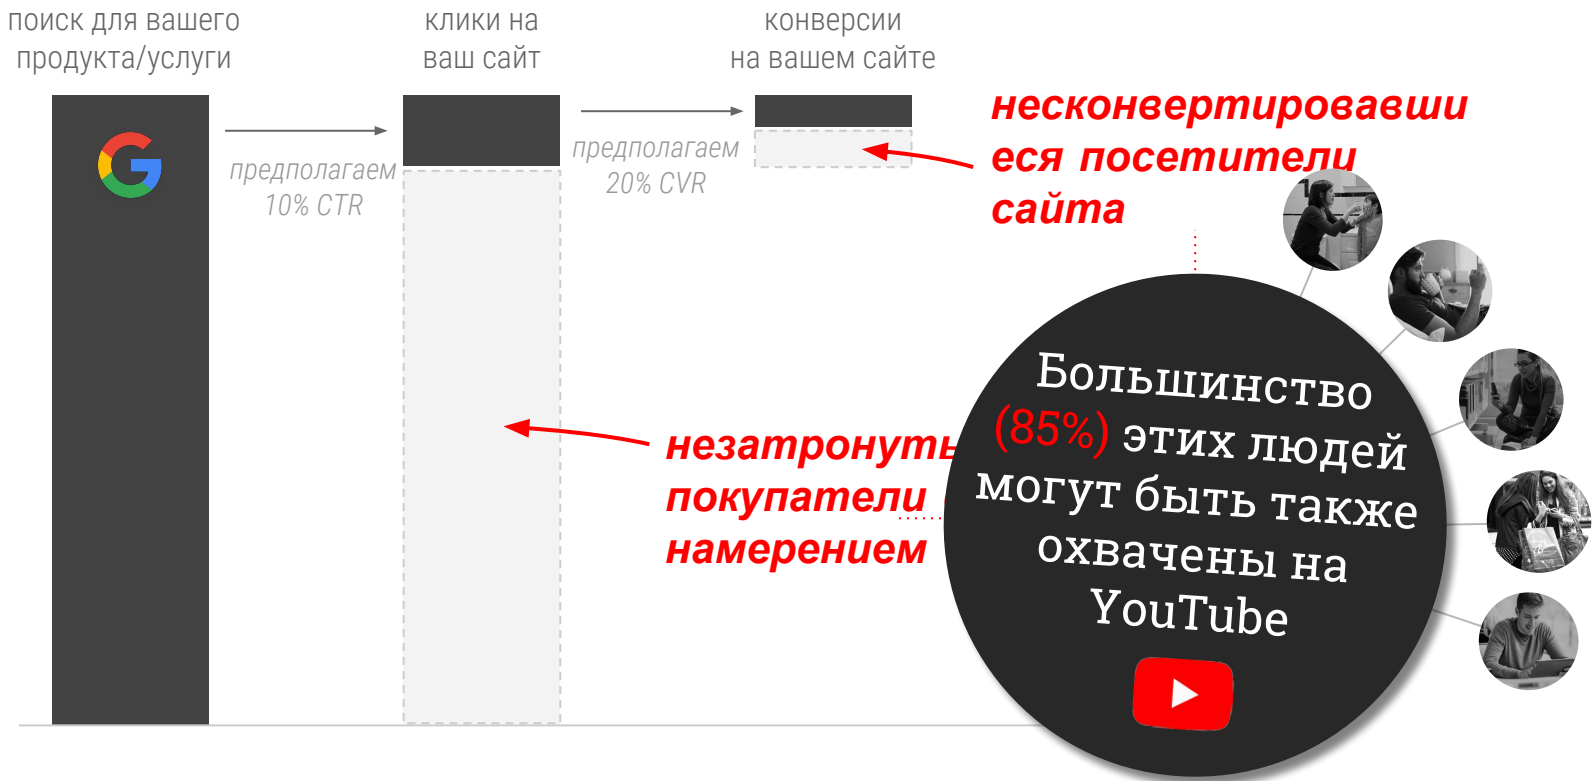 поиск для вашего
продукта/услуги
клики на
ваш сайт
конверсии
на вашем сайте
предполагаем
10% CTR
предполагаем
20% CVR
несконвертировавши
еся посетители
сайта
незатронуть
покупатели
намерением
Большинство
(85%) этих людей
могут быть также
охвачены на
YouTube